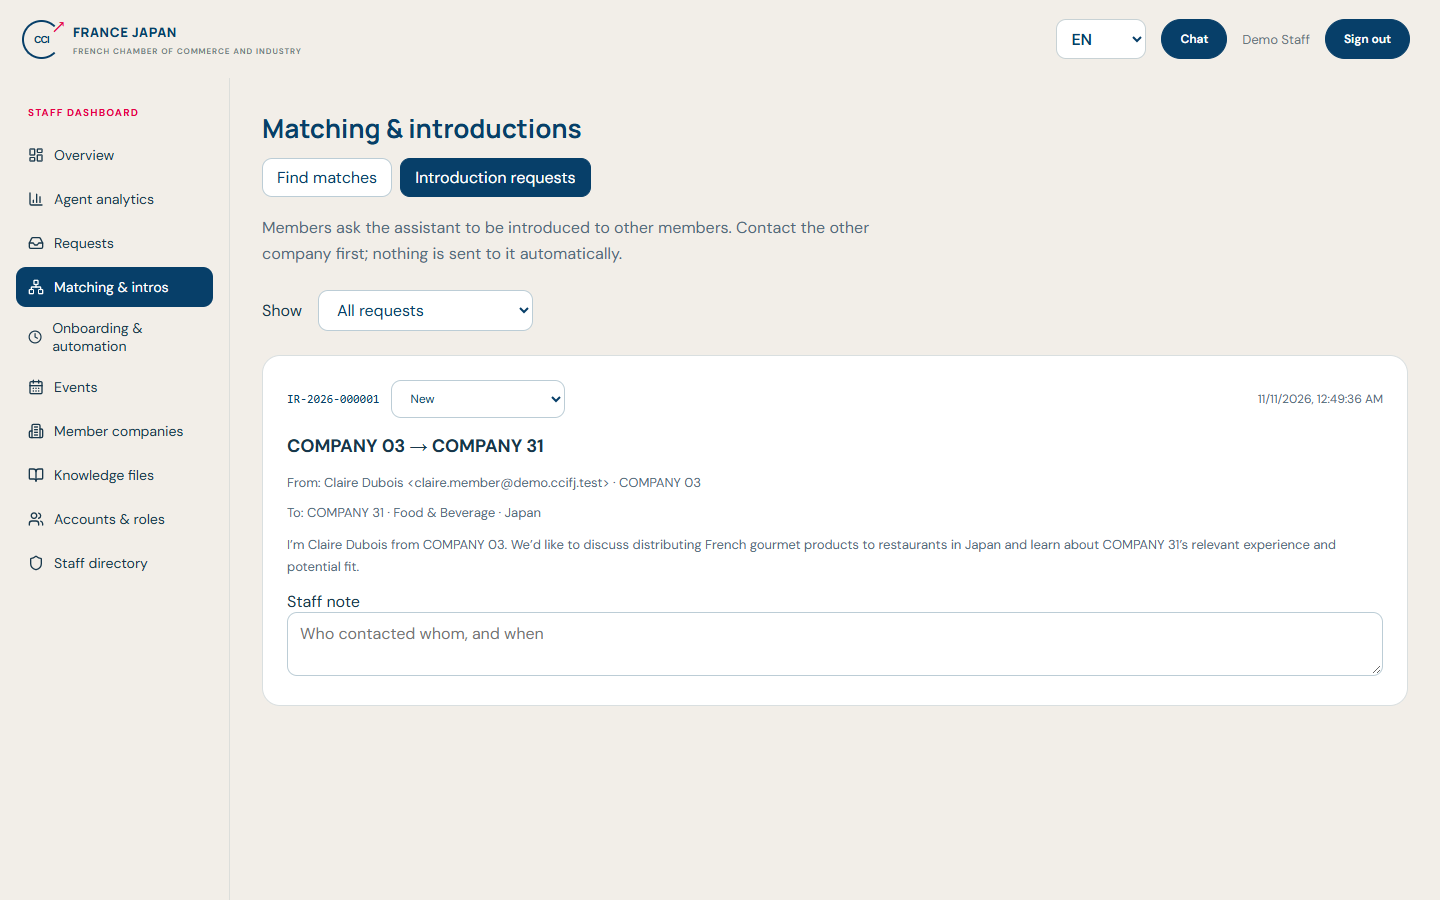 CCI
FRANCE JAPAN
FRENCH CHAMBER OF COMMERCE AND INDUSTRY
EN
Chat
Demo Staff
Sign out
STAFF DASHBOARD
Overview
Agent analytics
Requests
Matching & intros
Onboarding &
automation
Events
Member companies
Knowledge files
Accounts & roles
Staff directory
Matching & introductions
Find matches
Introduction requests
Members ask the assistant to be introduced to other members. Contact the other
company first; nothing is sent to it automatically.
Show
All requests
IR-2026-000001
New
11/11/2026, 12:49:36 AM
COMPANY 03 → COMPANY 31
From: Claire Dubois <claire.member@demo.ccifj.test> · COMPANY 03
To: COMPANY 31 · Food & Beverage · Japan
I’m Claire Dubois from COMPANY 03. We’d like to discuss distributing French gourmet products to restaurants in Japan and learn about COMPANY 31’s relevant experience and
potential fit.
Staff note
Who contacted whom, and when